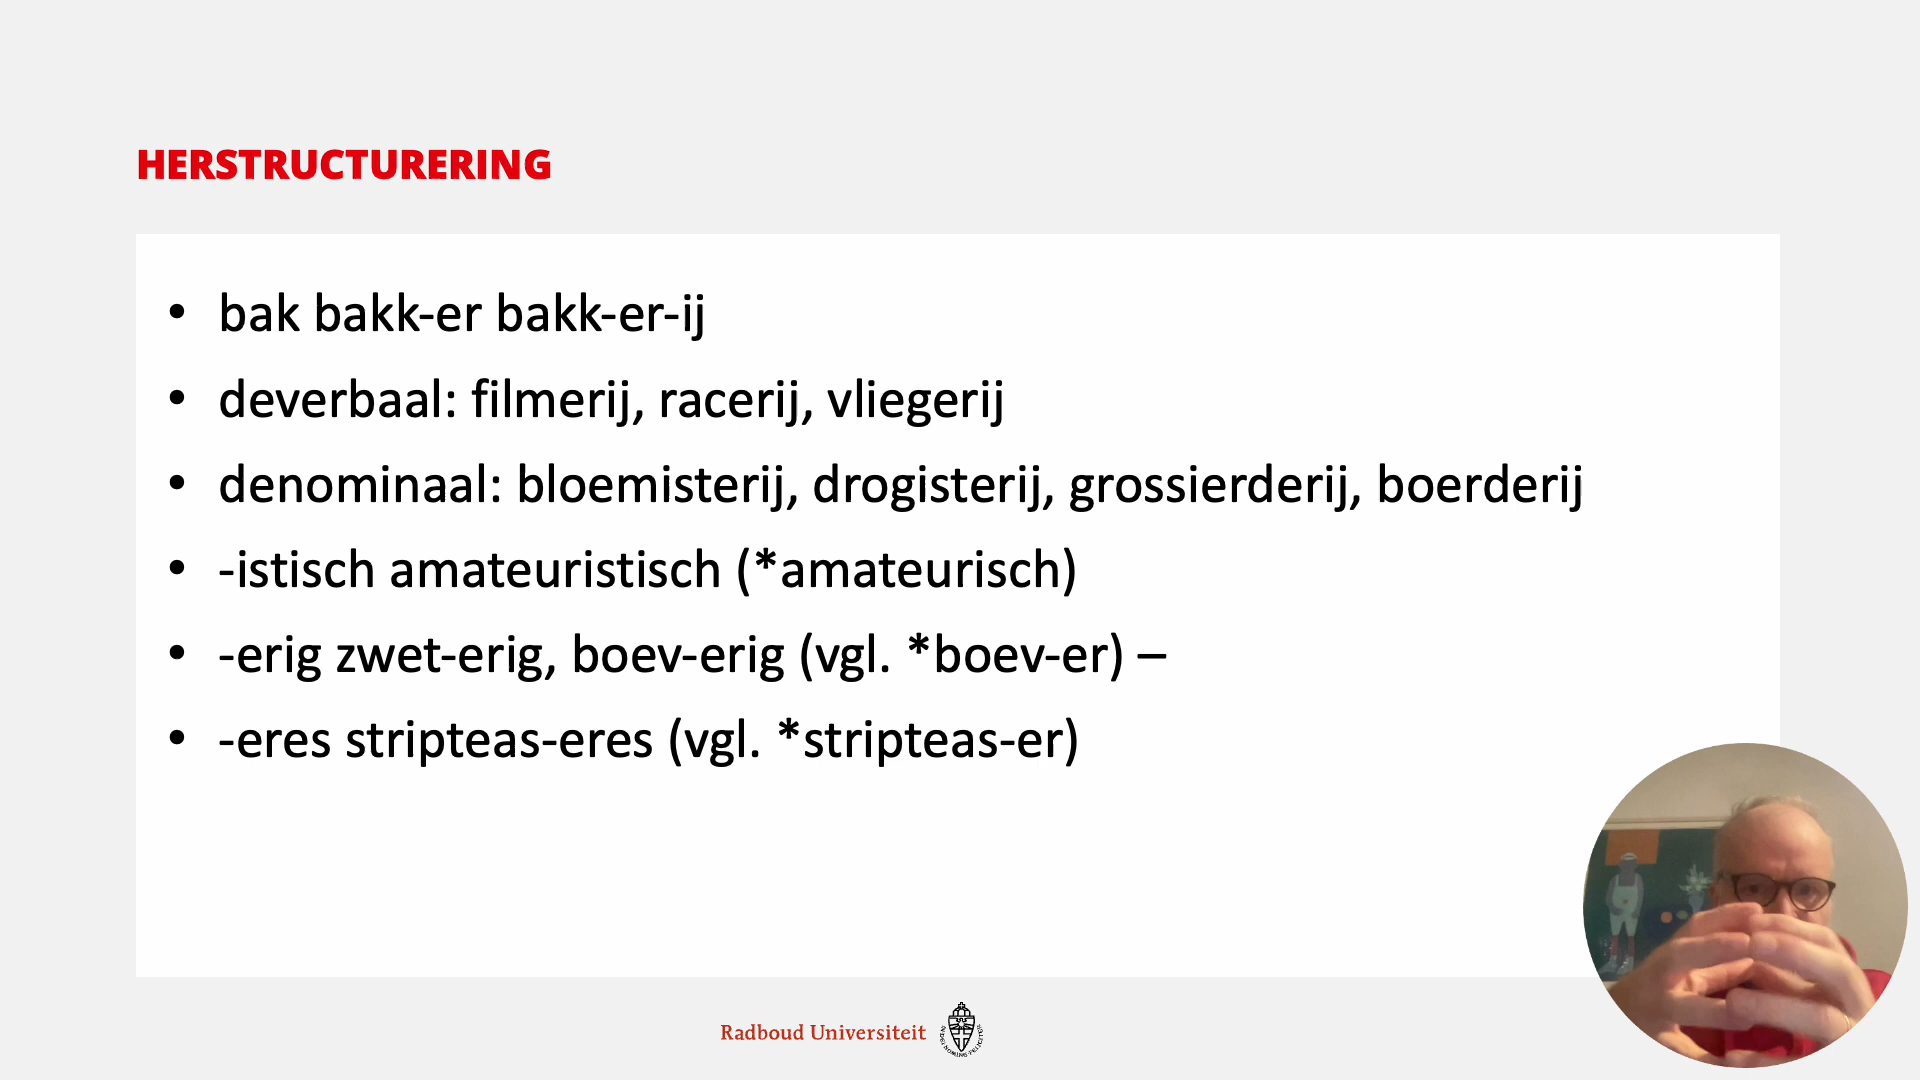 HERSTRUCTURERING
• bak bakk-er bakk-er-ij
• deverbaal: filmerij, racerij, vliegerij
• denominaal: bloemisterij, drogisterij, grossierderij, boerderij
• -istisch amateuristisch (*amateurisch)
• -erig zwet-erig, boev-erig (vgl. *boev-er) –
• -eres stripteas-eres (vgl. *stripteas-er)
Radboud Universiteit